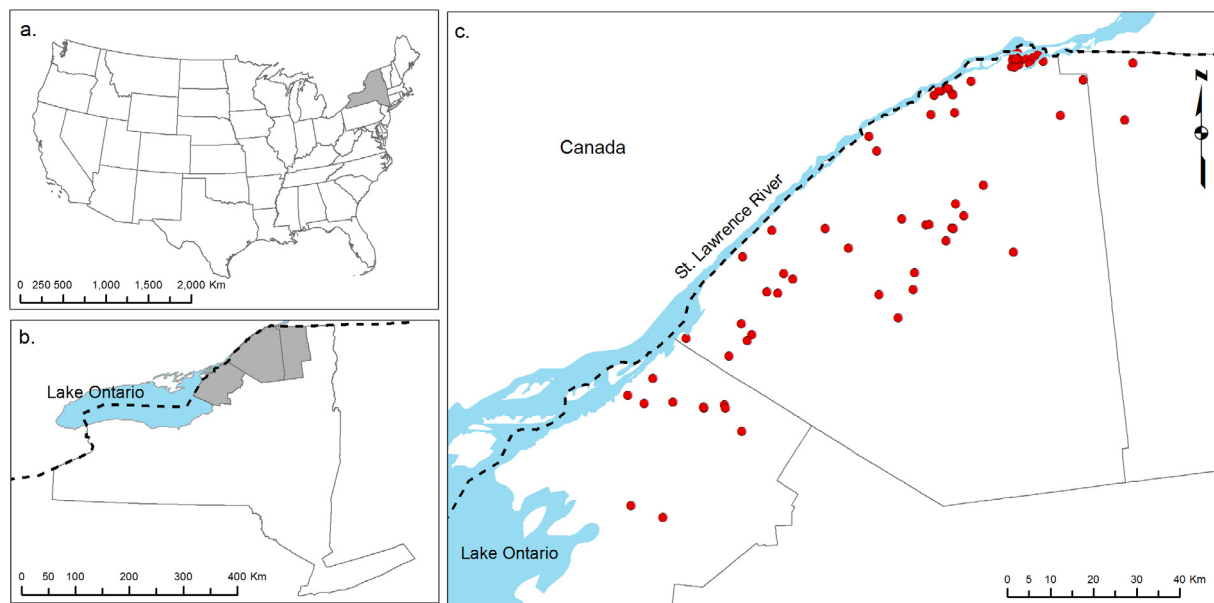 a.
0 250 500 1,000 1,500 2,000 Km
b.
Lake Ontario
0 50 100 200 300 400 Km
c.
Canada
St. Lawrence River
Lake Ontario
N
0 5 10 20 30 40 Km